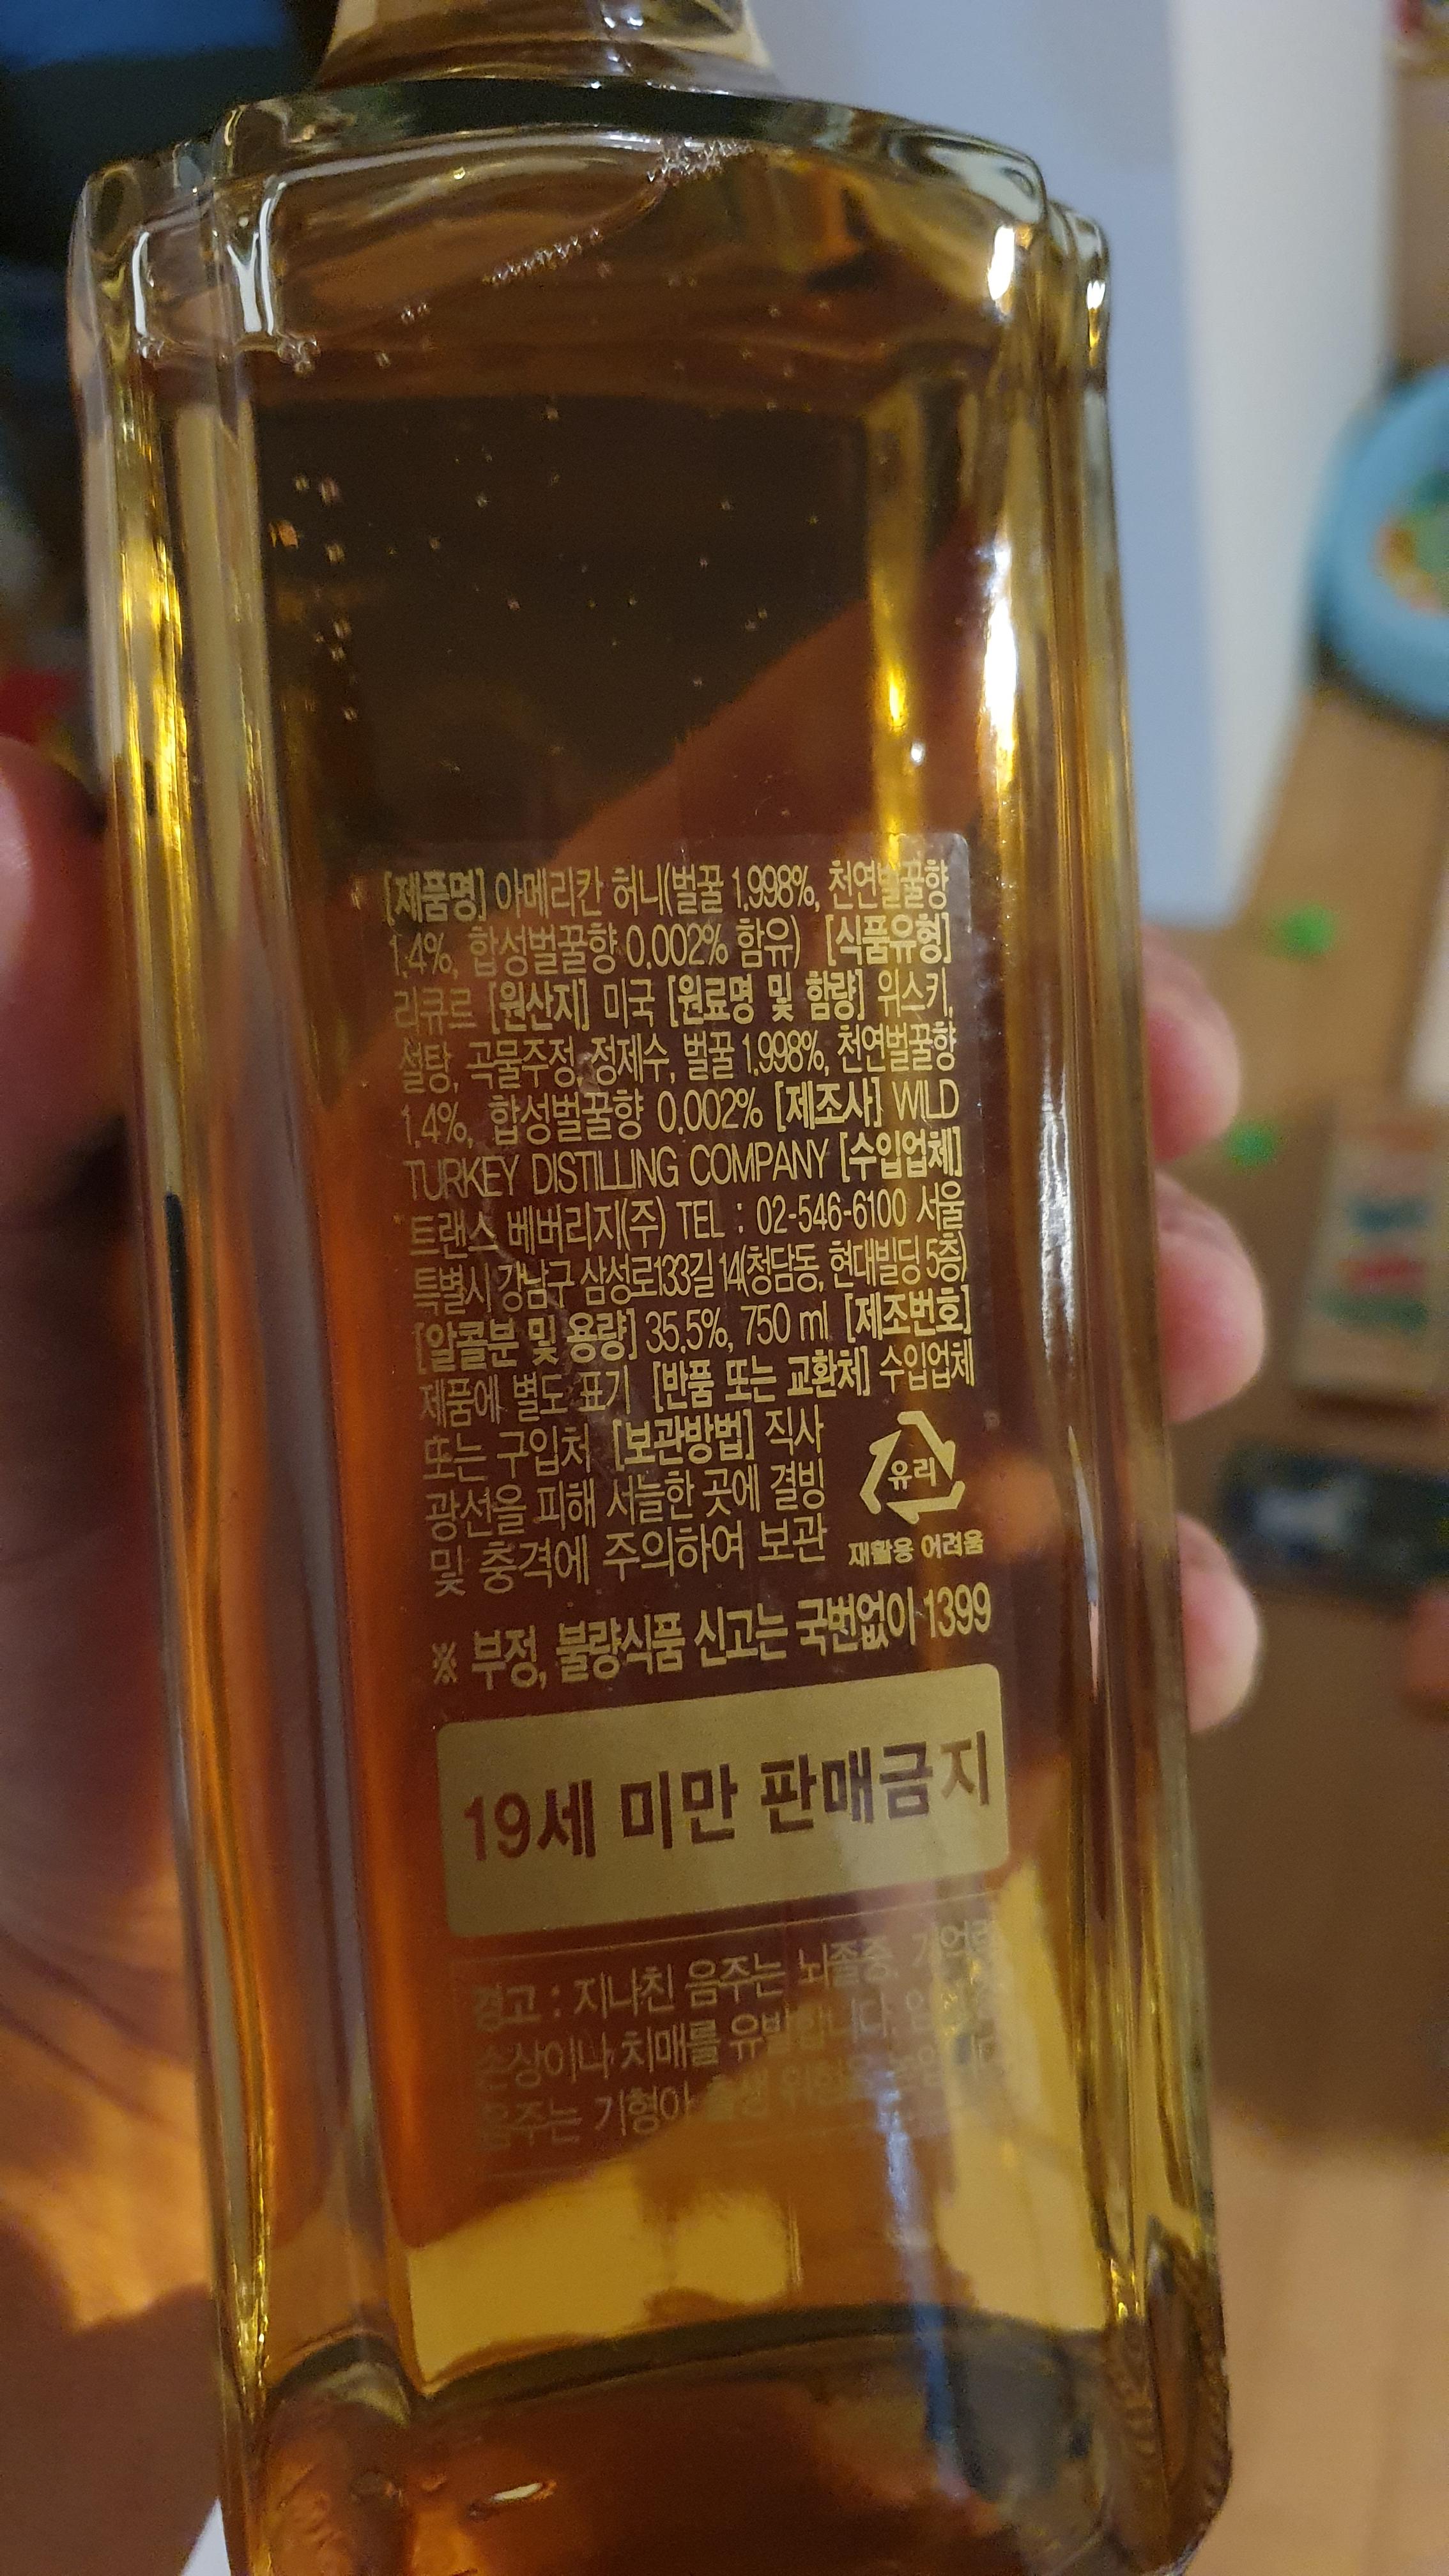 [제품명] 아메리칸 허니(벌꿀 1.998%, 천연벌꿀향
1.4%, 합성벌꿀향 0.002% 함유) [식품유형]
리큐르 [원산지] 미국 [원료명 및 함량] 위스키,
설탕, 곡물주정, 정제수, 벌꿀 1.998%, 천연벌꿀향
1.4%, 합성벌꿀향 0.002% [제조사] WILD
TURKEY DISTILLING COMPANY [수입업체]
트랜스 베버리지(주) TEL : 02-546-6100 서울
특별시 강남구 삼성로133길 14(청담동, 현대빌딩 5층)
[알콜분 및 용량] 35.5%, 750 ml [제조번호]
제품에 별도 표기 [반품 또는 교환처] 수입업체
또는 구입처 [보관방법] 직사
광선을 피해 서늘한 곳에 결빙
및 충격에 주의하여 보관
유리
재활용 어려움
※ 부정, 불량식품 신고는 국번없이 1399
19세 미만 판매금지
경고 : 지나친 음주는 뇌졸중, 기억력
손상이나 치매를 유발합니다.
음주는 기형아 출생 위험을